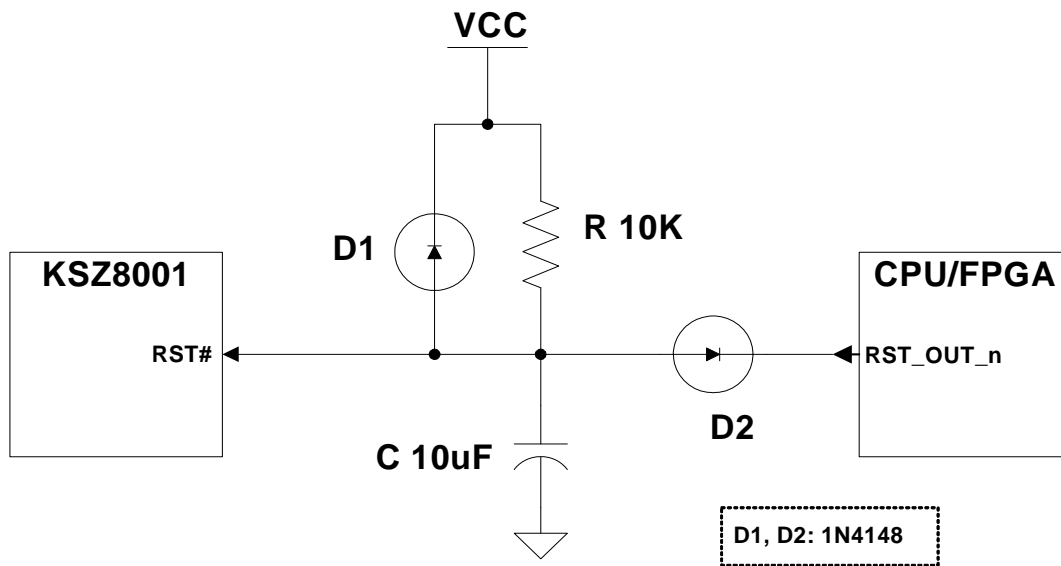 VCC
D1
R 10K
KSZ8001
RST#
CPU/FPGA
RST_OUT_n
D2
C 10uF
D1, D2: 1N4148